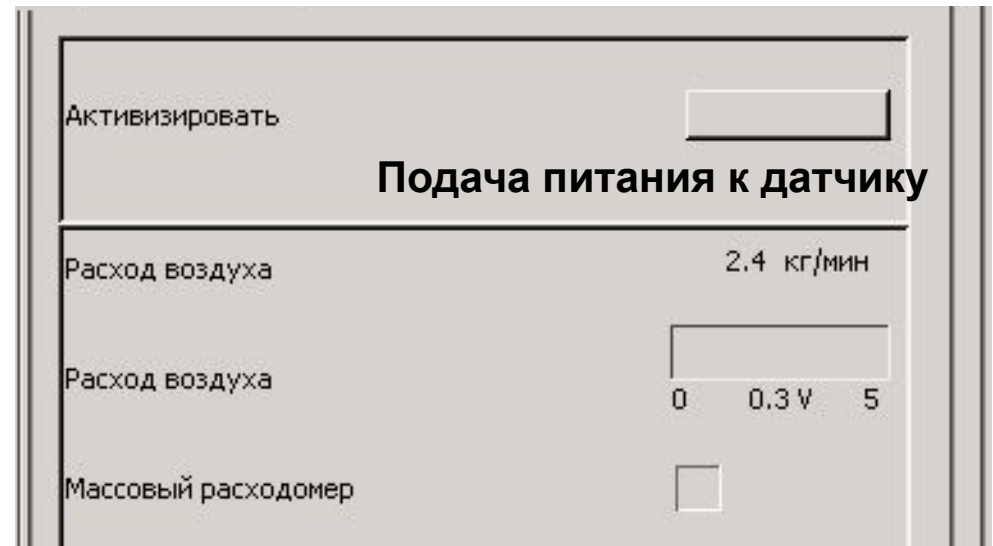 Активизировать
Подача питания к датчику
Расход воздуха 2.4 кг/мин
Расход воздуха
0 0.3 V 5
Массовый расходомер